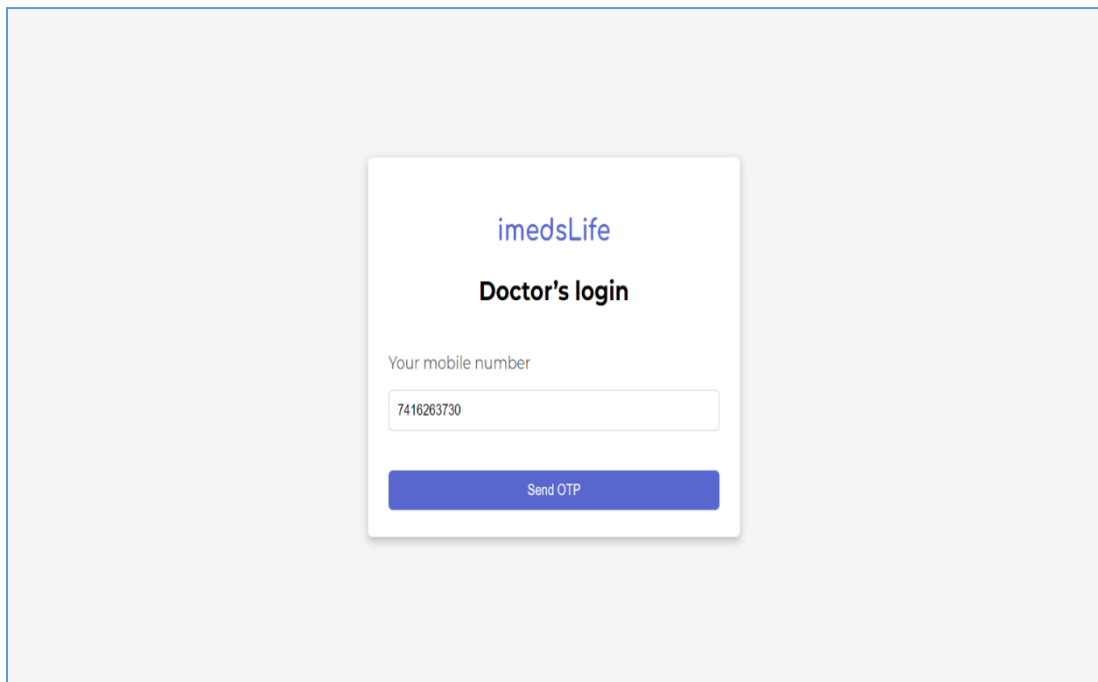 imedsLife
Doctor’s login
Your mobile number
7416263730
Send OTP